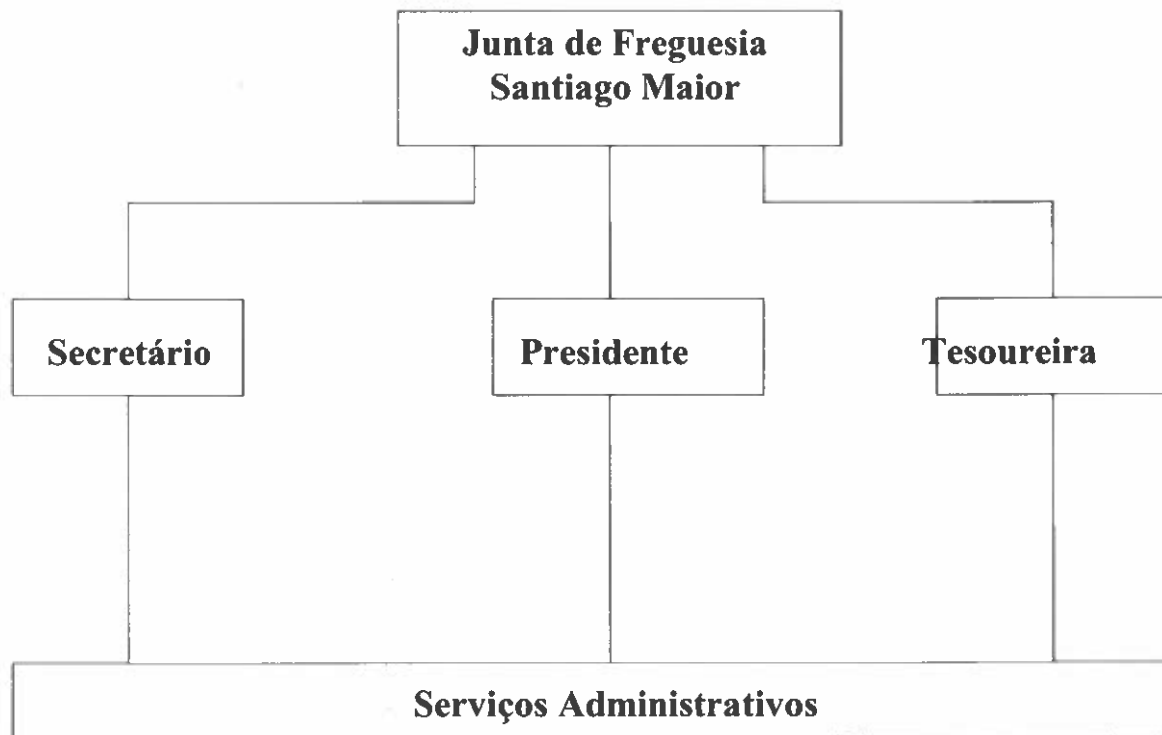 Junta de Freguesia
Santiago Maior
Secretário
Presidente
Tesoureira
Serviços Administrativos